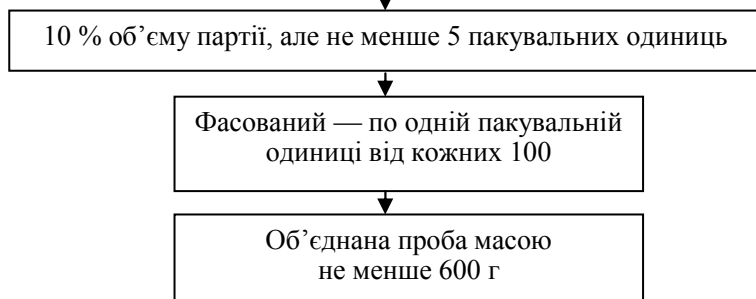 10 % об’єму партії, але не менше 5 пакувальних одиниць
Фасований — по одній пакувальній
одиниці від кожних 100
Об’єднана проба масою
не менше 600 г